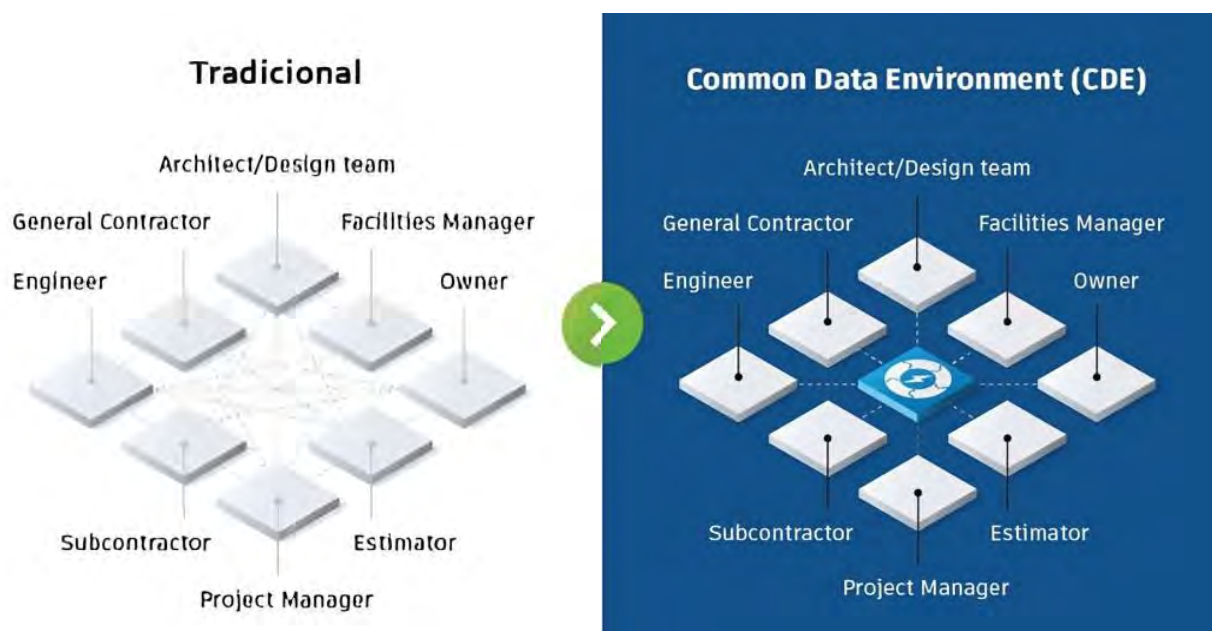 Tradicional
Architect/Design team
General Contractor
Facilities Manager
Engineer
Owner
Subcontractor
Estimator
Project Manager
Common Data Environment (CDE)
Architect/Design team
General Contractor
Facilities Manager
Engineer
Owner
Subcontractor
Estimator
Project Manager